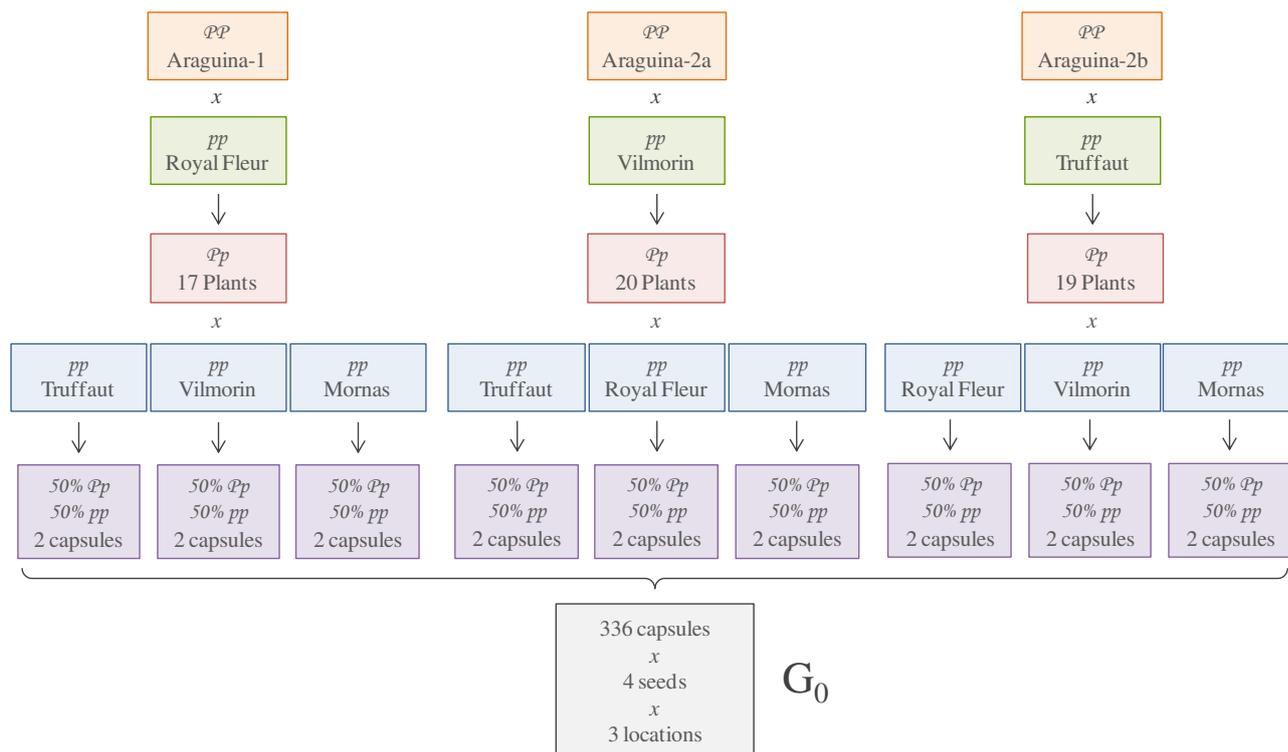 𝒫𝒫
Araguina-1
x
pp
Royal Fleur
𝒫p
17 Plants
x
pp
Truffaut
pp
Vilmorin
pp
Mornas
50% 𝒫p
50% pp
2 capsules
50% 𝒫p
50% pp
2 capsules
50% 𝒫p
50% pp
2 capsules
𝒫𝒫
Araguina-2a
x
pp
Vilmorin
𝒫p
20 Plants
x
pp
Truffaut
pp
Royal Fleur
pp
Mornas
50% 𝒫p
50% pp
2 capsules
50% 𝒫p
50% pp
2 capsules
50% 𝒫p
50% pp
2 capsules
𝒫𝒫
Araguina-2b
x
pp
Truffaut
𝒫p
19 Plants
x
pp
Royal Fleur
pp
Vilmorin
pp
Mornas
50% 𝒫p
50% pp
2 capsules
50% 𝒫p
50% pp
2 capsules
50% 𝒫p
50% pp
2 capsules
336 capsules
x
4 seeds
x
3 locations
G₀